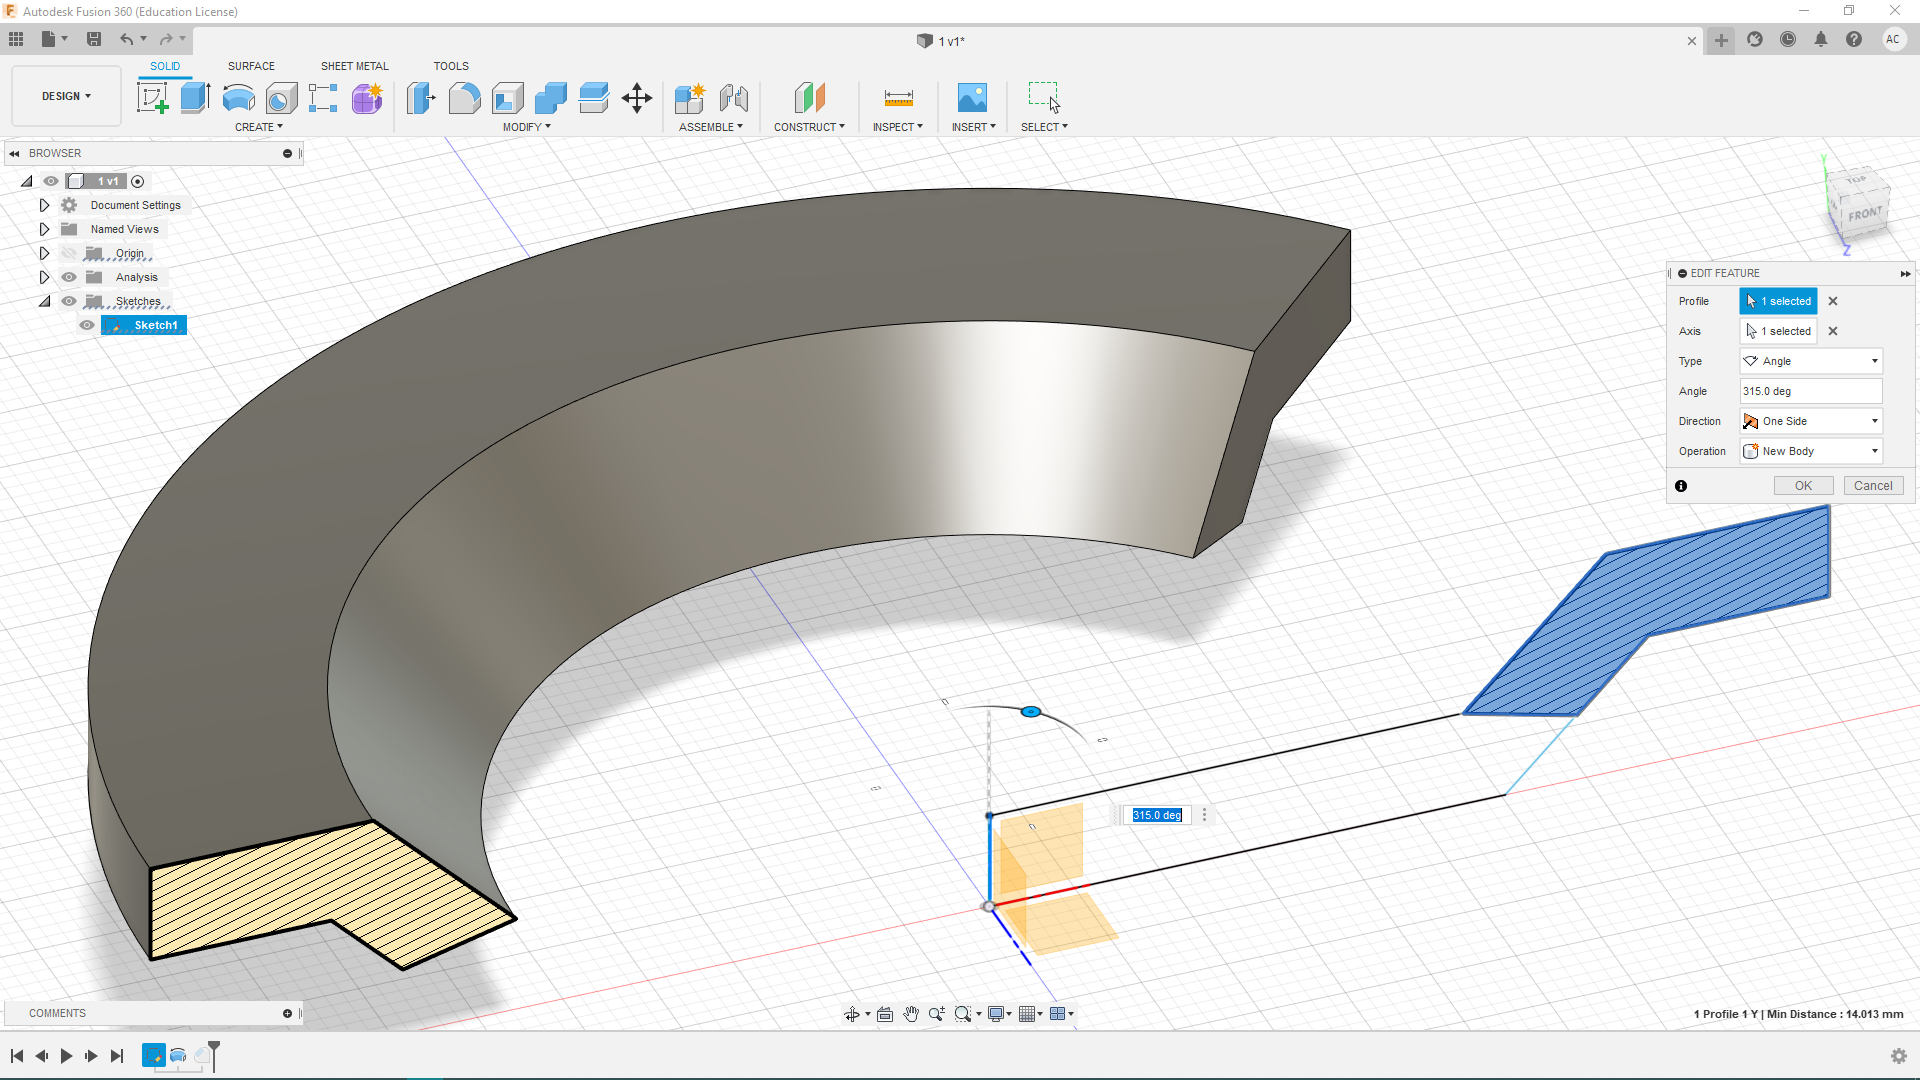 Autodesk Fusion 360 (Education License)
1 v1*
AC
SOLID SURFACE SHEET METAL TOOLS
DESIGN
CREATE MODIFY ASSEMBLE CONSTRUCT INSPECT INSERT SELECT
BROWSER
1 v1
Document Settings
Named Views
Origin
Analysis
Sketches
Sketch1
Y
TOP
FRONT
Z
EDIT FEATURE
Profile 1 selected
Axis 1 selected
Type Angle
Angle 315.0 deg
Direction One Side
Operation New Body
OK Cancel
315.0 deg
COMMENTS
1 Profile 1 Y | Min Distance : 14.013 mm